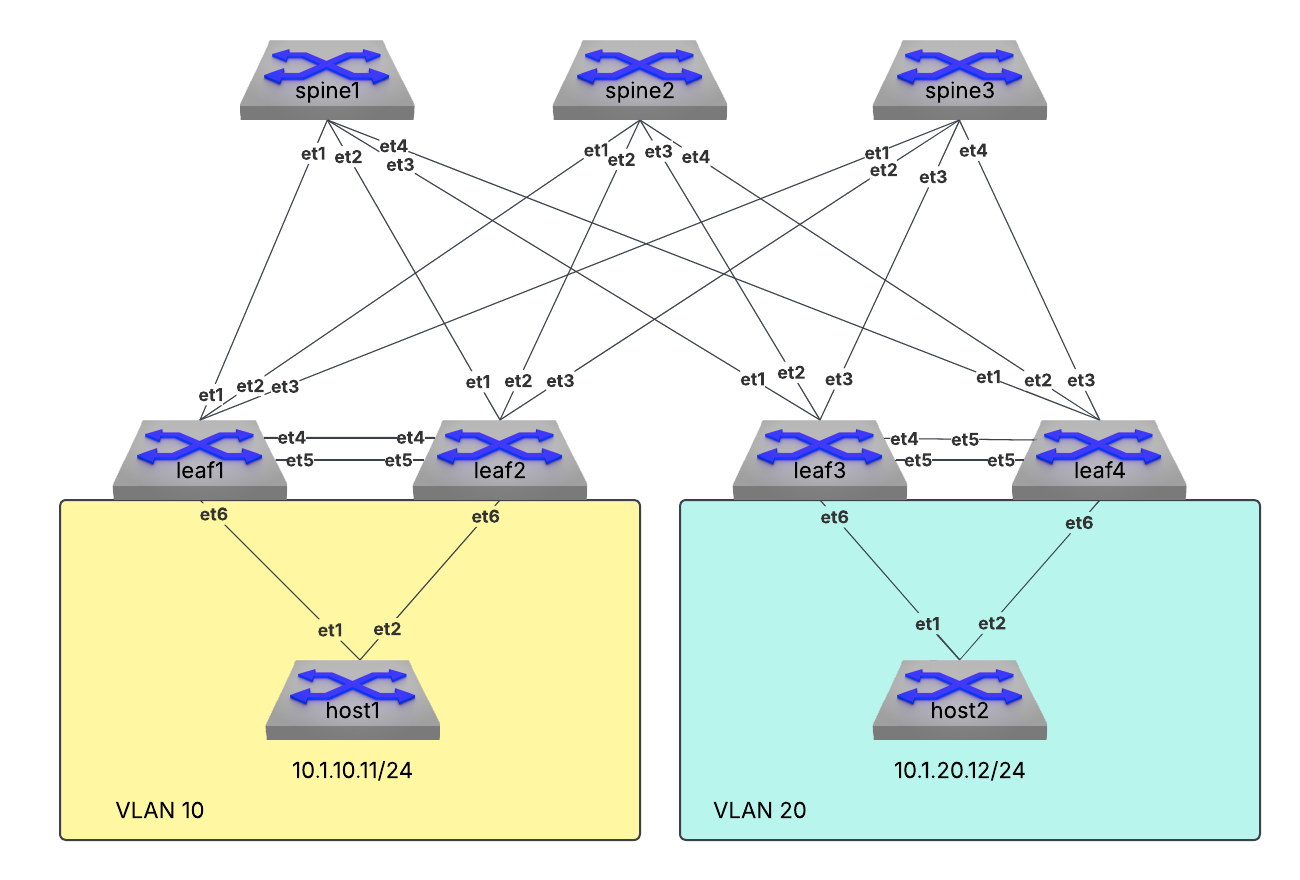 spine1
spine2
spine3
et1
et2
et4
et3
et1
et2
et3
et4
et1
et2
et3
et4
et1
et2
et3
et1
et2
et3
et1
et2
et3
et1
et2
et3
leaf1
et4
et4
et5
et5
leaf2
leaf3
et4
et5
et5
et5
leaf4
et6
et6
et6
et6
et1
et2
et1
et2
host1
host2
10.1.10.11/24
10.1.20.12/24
VLAN 10
VLAN 20